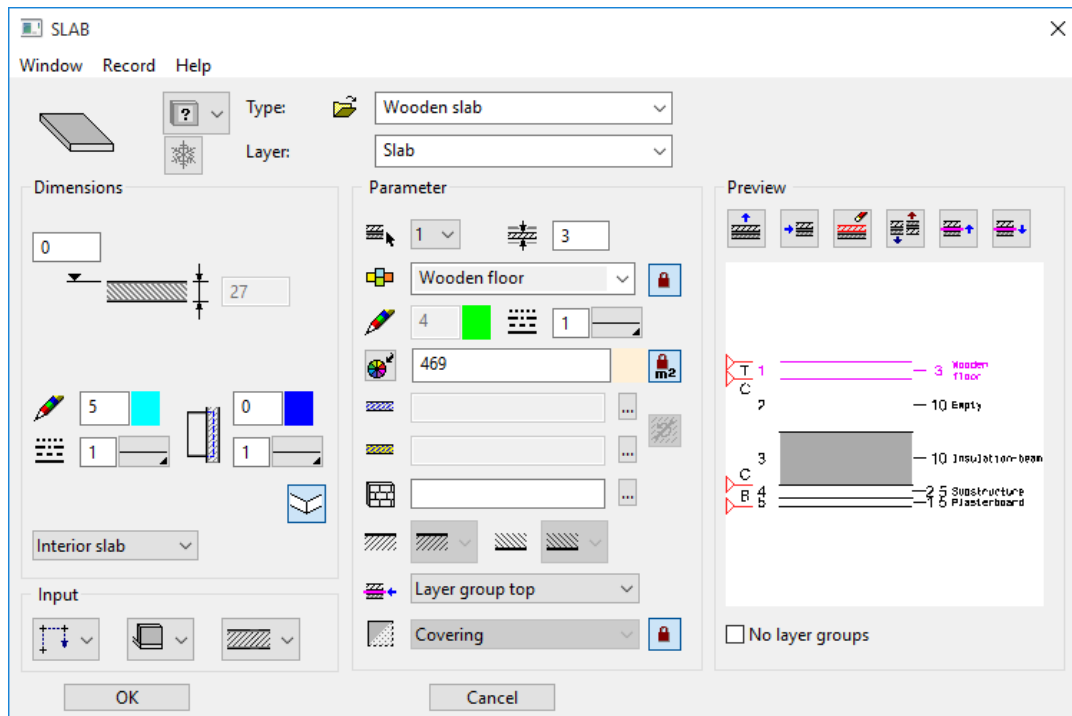 SLAB
Window Record Help
? Type: Wooden slab
Layer: Slab
Dimensions
0
27
5 0
1 1
Interior slab
Input
OK
Parameter
1 3
Wooden floor
4 1
469 m2
...
...
...
Layer group top
Covering
Cancel
Preview
T 1 3 Wooden
floor
C
2 10 Empty
3 10 Insulation-beam
C
B 4 2.5 Substructure
5 1.5 Plasterboard
No layer groups